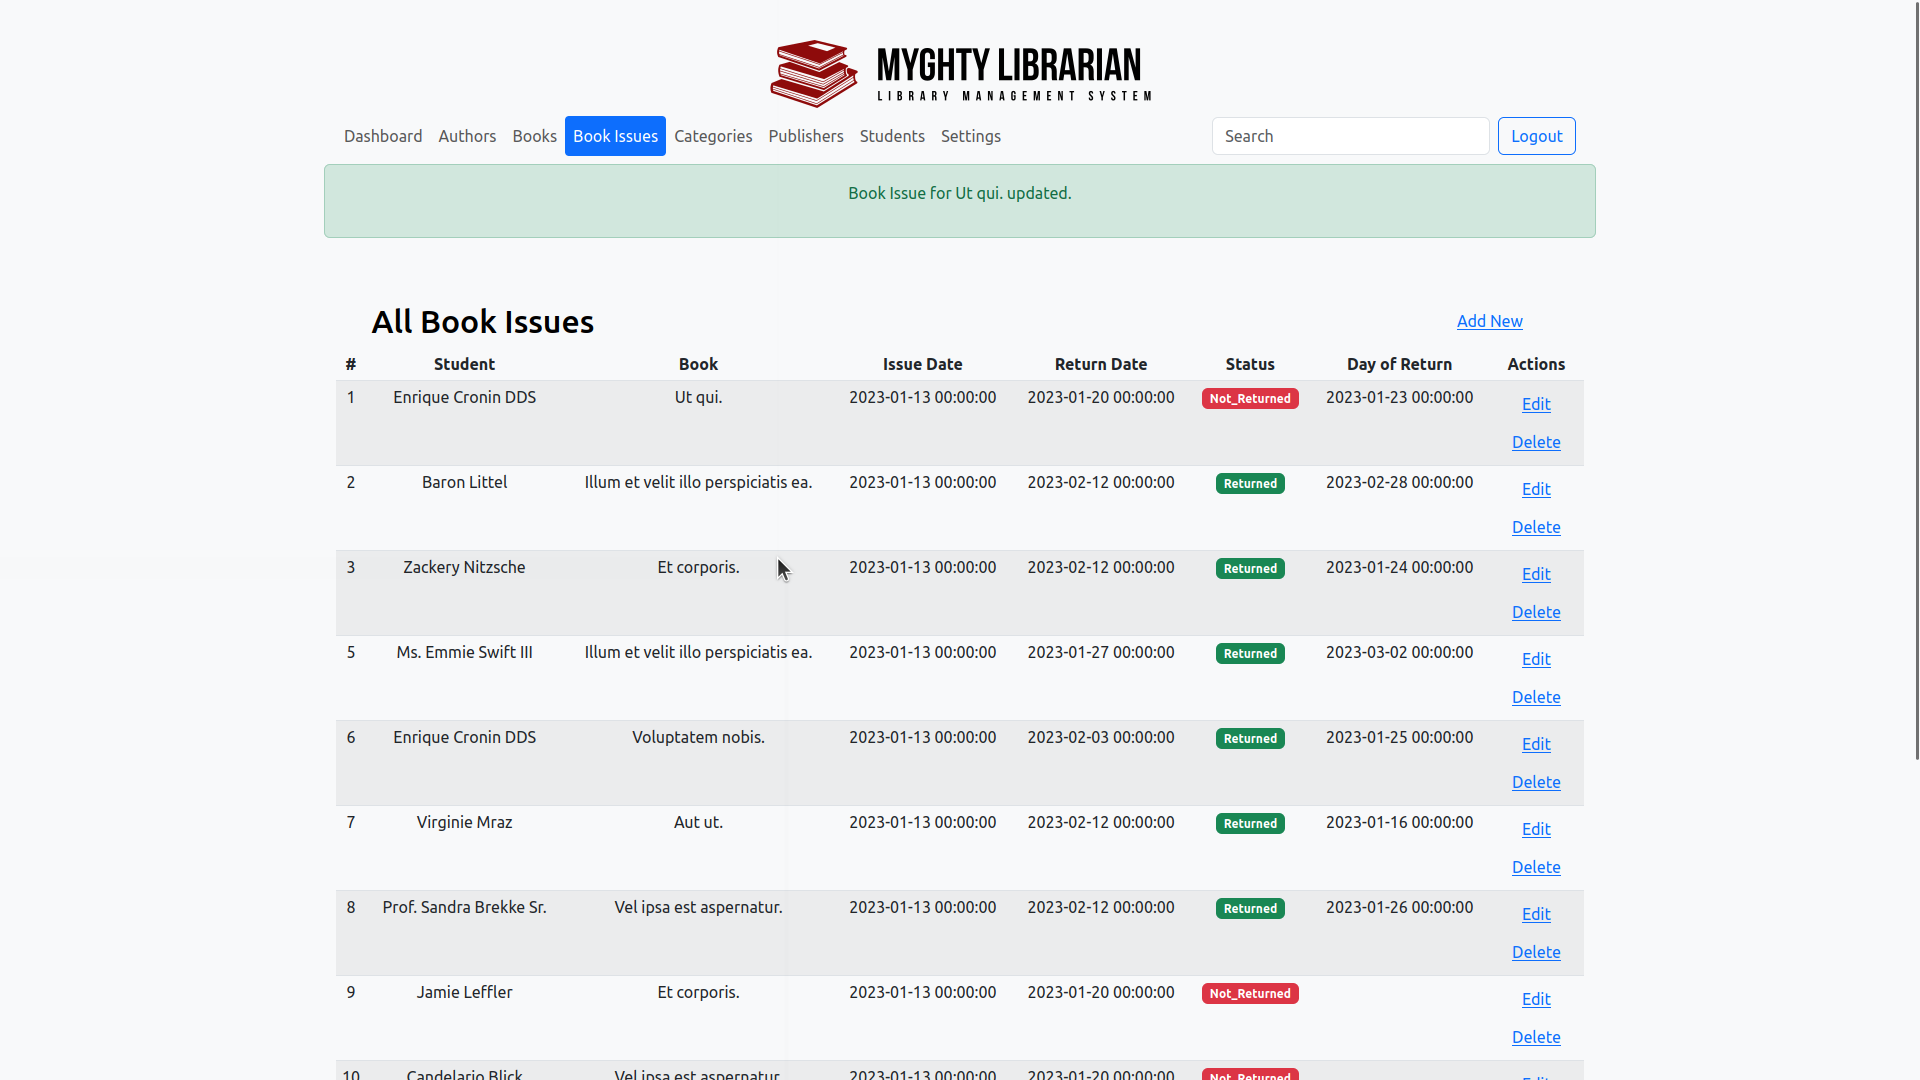 MYGHTY LIBRARIAN
LIBRARY MANAGEMENT SYSTEM
Dashboard Authors Books Book Issues Categories Publishers Students Settings Search Logout
Book Issue for Ut qui. updated.
All Book Issues Add New
# Student Book Issue Date Return Date Status Day of Return Actions
1 Enrique Cronin DDS Ut qui. 2023-01-13 00:00:00 2023-01-20 00:00:00 Not_Returned 2023-01-23 00:00:00 Edit
Delete
2 Baron Littel Illum et velit illo perspiciatis ea. 2023-01-13 00:00:00 2023-02-12 00:00:00 Returned 2023-02-28 00:00:00 Edit
Delete
3 Zackery Nitzsche Et corporis. 2023-01-13 00:00:00 2023-02-12 00:00:00 Returned 2023-01-24 00:00:00 Edit
Delete
5 Ms. Emmie Swift III Illum et velit illo perspiciatis ea. 2023-01-13 00:00:00 2023-01-27 00:00:00 Returned 2023-03-02 00:00:00 Edit
Delete
6 Enrique Cronin DDS Voluptatem nobis. 2023-01-13 00:00:00 2023-02-03 00:00:00 Returned 2023-01-25 00:00:00 Edit
Delete
7 Virginie Mraz Aut ut. 2023-01-13 00:00:00 2023-02-12 00:00:00 Returned 2023-01-16 00:00:00 Edit
Delete
8 Prof. Sandra Brekke Sr. Vel ipsa est aspernatur. 2023-01-13 00:00:00 2023-02-12 00:00:00 Returned 2023-01-26 00:00:00 Edit
Delete
9 Jamie Leffler Et corporis. 2023-01-13 00:00:00 2023-01-20 00:00:00 Not_Returned Edit
Delete
10 Candelario Blick Vel ipsa est aspernatur. 2023-01-13 00:00:00 2023-01-20 00:00:00 Not_Returned